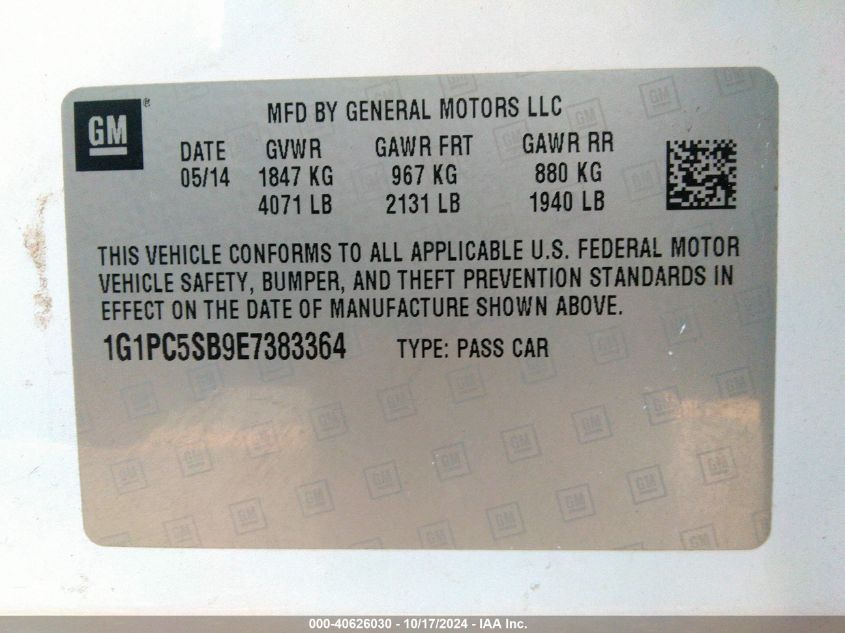 GM ® MFD BY GENERAL MOTORS LLC
DATE GVWR GAWR FRT GAWR RR
05/14 1847 KG 967 KG 880 KG
4071 LB 2131 LB 1940 LB
THIS VEHICLE CONFORMS TO ALL APPLICABLE U.S. FEDERAL MOTOR
VEHICLE SAFETY, BUMPER, AND THEFT PREVENTION STANDARDS IN
EFFECT ON THE DATE OF MANUFACTURE SHOWN ABOVE.
1G1PC5SB9E7383364 TYPE: PASS CAR
000-40626030 - 10/17/2024 - IAA Inc.